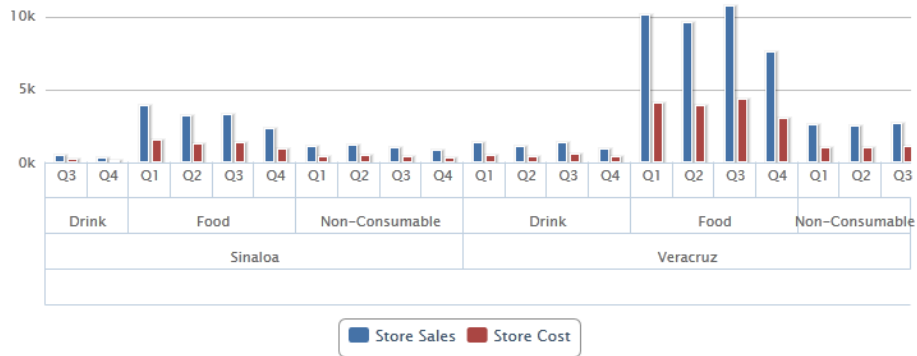 10k
5k
0k
Q3 Q4 Q1 Q2 Q3 Q4 Q1 Q2 Q3 Q4 Q1 Q2 Q3 Q4 Q1 Q2 Q3 Q4 Q1 Q2 Q3
Drink Food Non-Consumable Drink Food Non-Consumable
Sinaloa Veracruz
Store Sales Store Cost